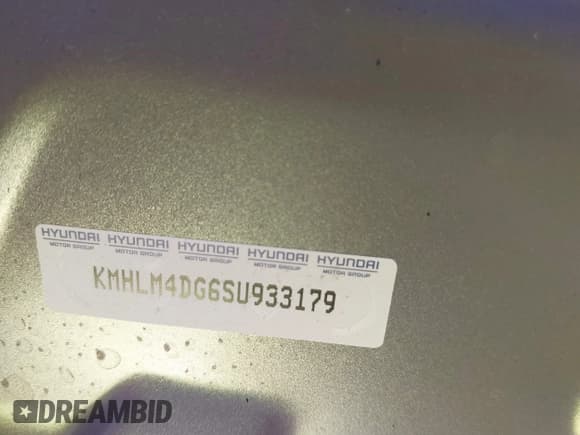 HYUNDAI HYUNDAI HYUNDAI HYUNDAI HYUNDAI
MOTOR GROUP MOTOR GROUP MOTOR GROUP MOTOR GROUP MOTOR GROUP
KMHLM4DG6SU933179
DREAMBID